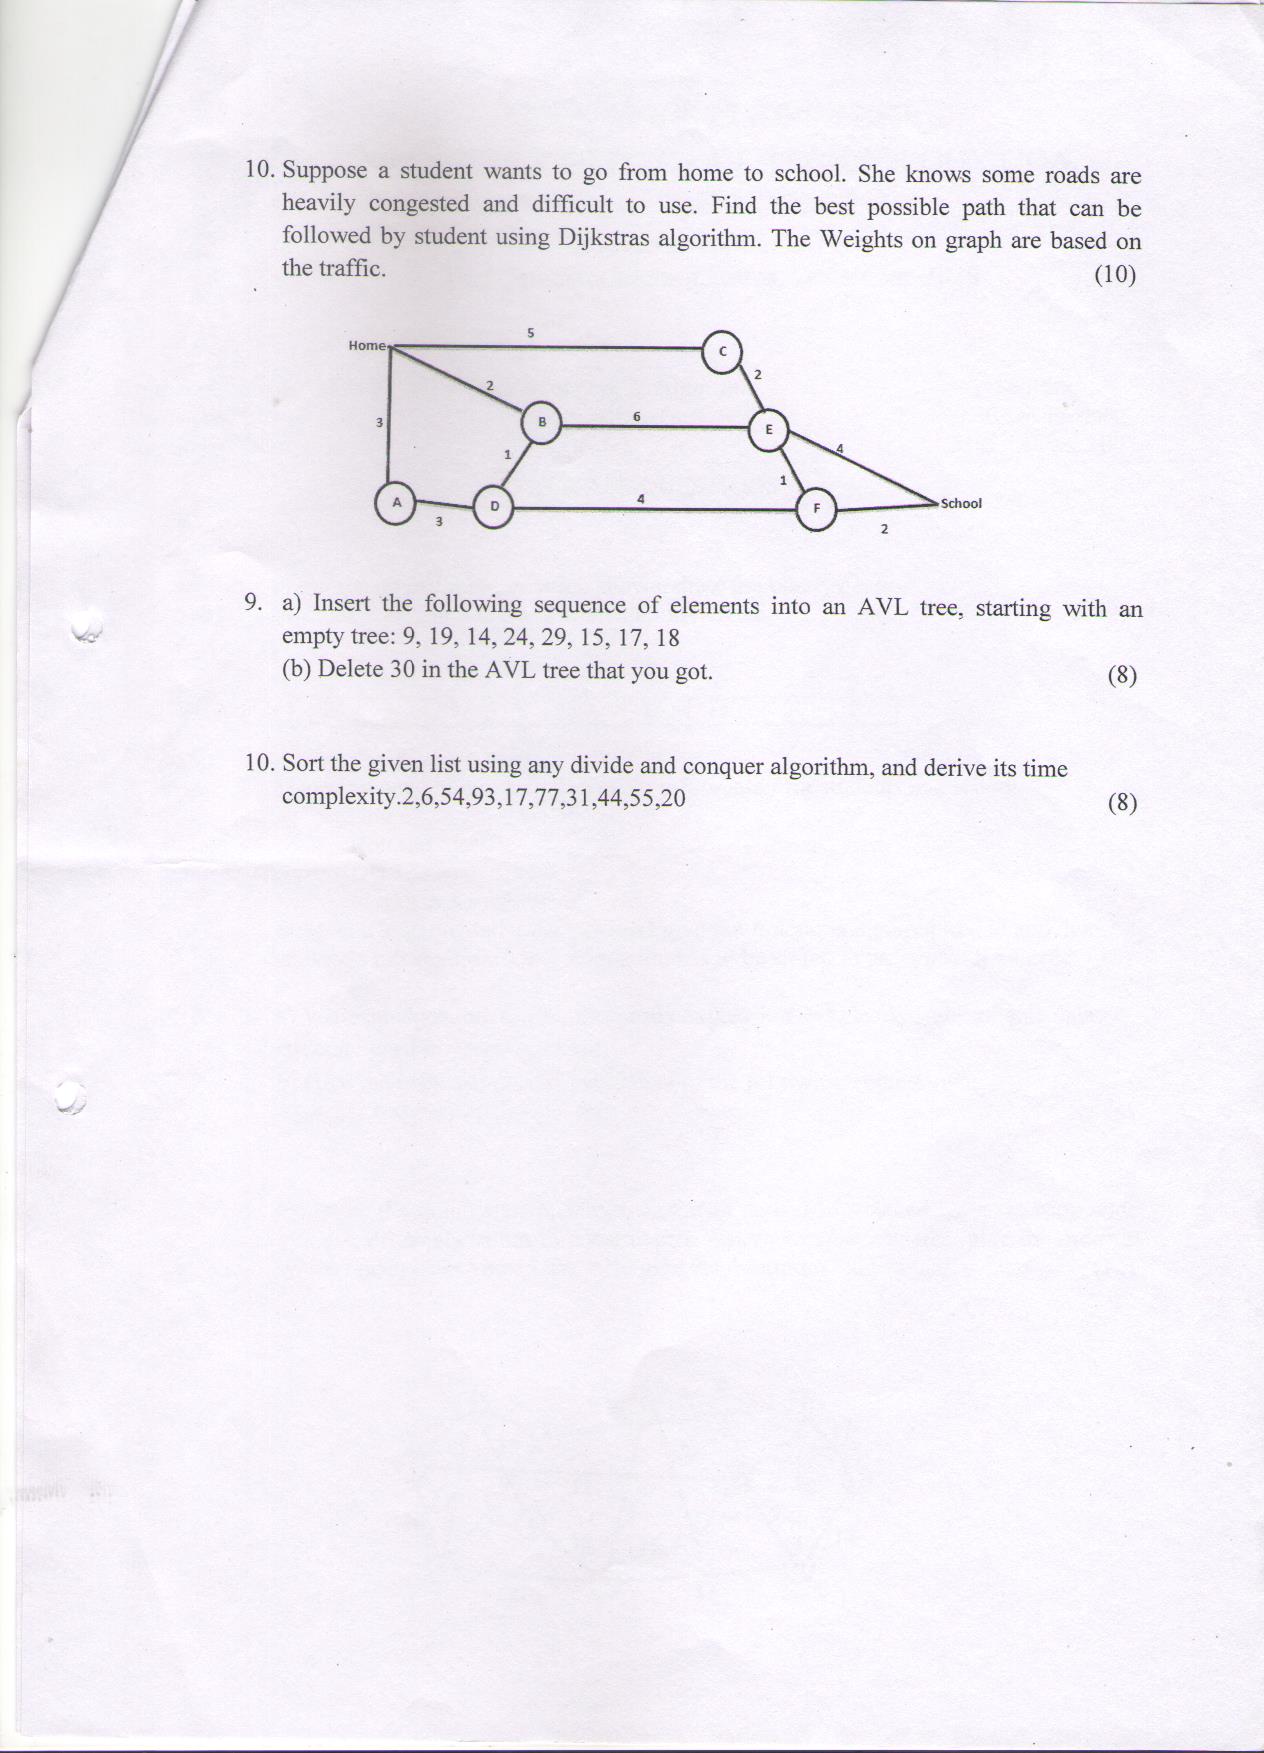 10. Suppose a student wants to go from home to school. She knows some roads are
heavily congested and difficult to use. Find the best possible path that can be
followed by student using Dijkstras algorithm. The Weights on graph are based on
the traffic. (10)
5
Home
C
2
2
3
B
6
E
4
1
1
A
D
4
F
School
3
2
9. a) Insert the following sequence of elements into an AVL tree, starting with an
empty tree: 9, 19, 14, 24, 29, 15, 17, 18
(b) Delete 30 in the AVL tree that you got. (8)
10. Sort the given list using any divide and conquer algorithm, and derive its time
complexity.2,6,54,93,17,77,31,44,55,20 (8)